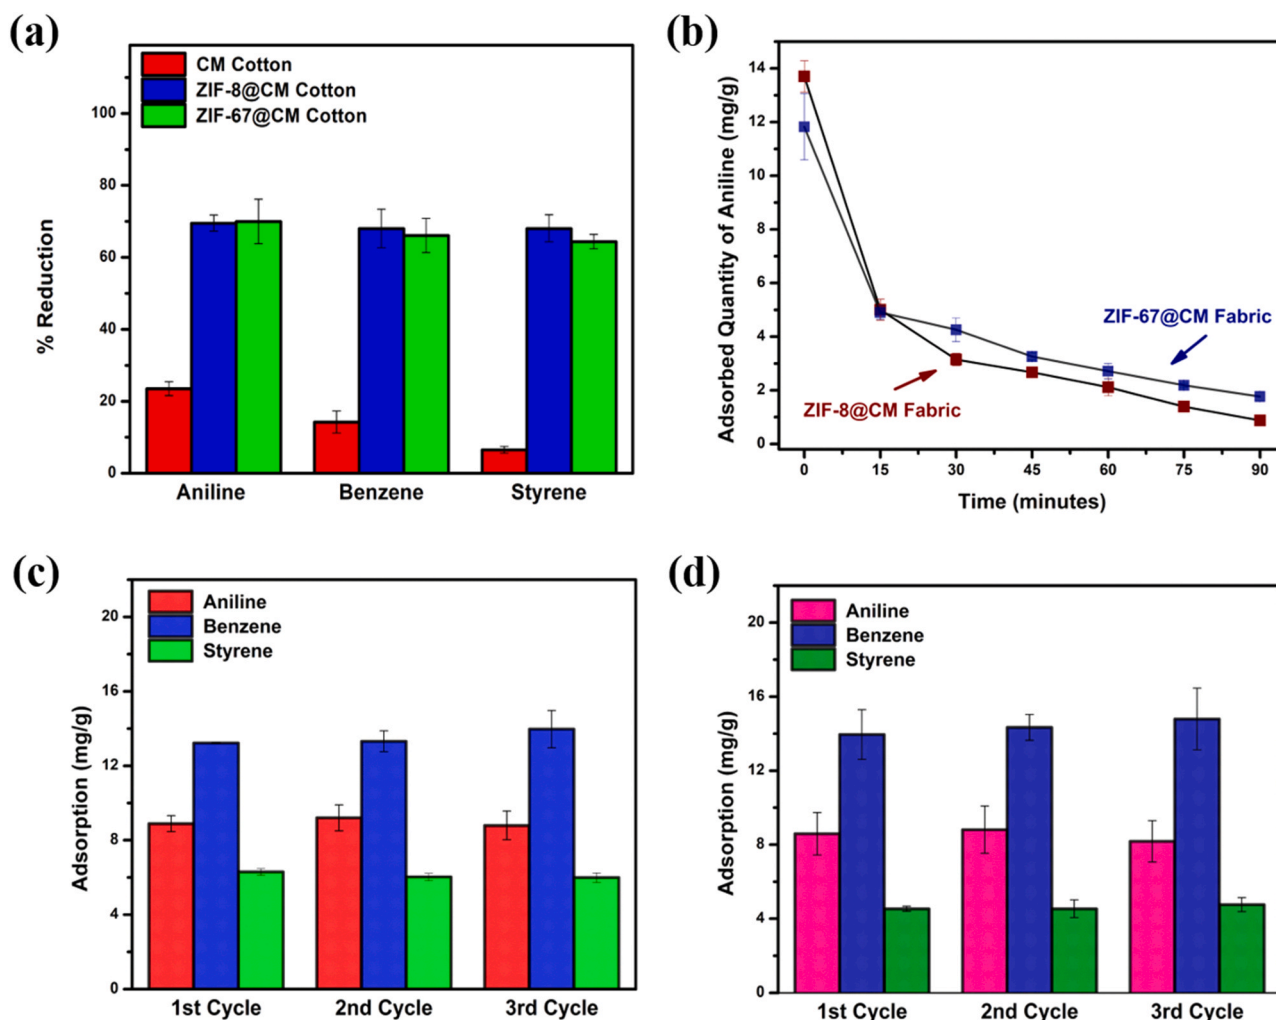 (a)
CM Cotton
ZIF-8@CM Cotton
ZIF-67@CM Cotton
% Reduction
100
80
60
40
20
0
Aniline
Benzene
Styrene
(b)
Adsorbed Quantity of Aniline (mg/g)
14
12
10
8
6
4
2
0
ZIF-67@CM Fabric
ZIF-8@CM Fabric
0 15 30 45 60 75 90
Time (minutes)
(c)
Aniline
Benzene
Styrene
Adsorption (mg/g)
20
16
12
8
4
0
1st Cycle
2nd Cycle
3rd Cycle
(d)
Aniline
Benzene
Styrene
Adsorption (mg/g)
20
16
12
8
4
0
1st Cycle
2nd Cycle
3rd Cycle